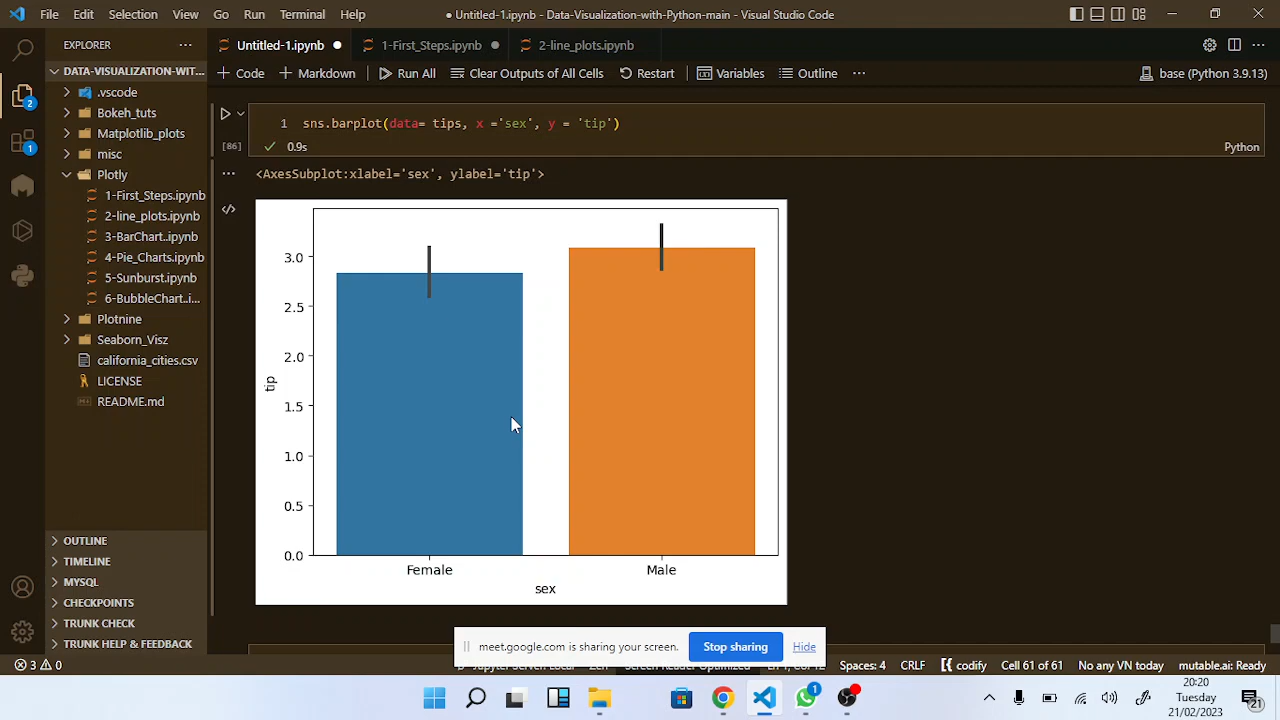 File Edit Selection View Go Run Terminal Help
● Untitled-1.ipynb - Data-Visualization-with-Python-main - Visual Studio Code
EXPLORER
Untitled-1.ipynb
1-First_Steps.ipynb
2-line_plots.ipynb
DATA-VISUALIZATION-WIT...
Code
Markdown
Run All
Clear Outputs of All Cells
Restart
Variables
Outline
base (Python 3.9.13)
.vscode
Bokeh_tuts
Matplotlib_plots
misc
Plotly
1-First_Steps.ipynb
2-line_plots.ipynb
3-BarChart..ipynb
4-Pie_Charts.ipynb
5-Sunburst.ipynb
6-BubbleChart..i...
Plotnine
Seaborn_Visz
california_cities.csv
LICENSE
README.md
2
1
1 sns.barplot(data= tips, x ='sex', y = 'tip')
[86]
0.9s
Python
<AxesSubplot:xlabel='sex', ylabel='tip'>
3.0
2.5
2.0
1.5
1.0
0.5
0.0
tip
Female Male
sex
OUTLINE
TIMELINE
MYSQL
CHECKPOINTS
TRUNK CHECK
TRUNK HELP & FEEDBACK
meet.google.com is sharing your screen.
Stop sharing
Hide
3 0
Spaces: 4 CRLF codify Cell 61 of 61 No any VN today mutable.ai: Ready
1
20:20
Tuesday
21/02/2023
21